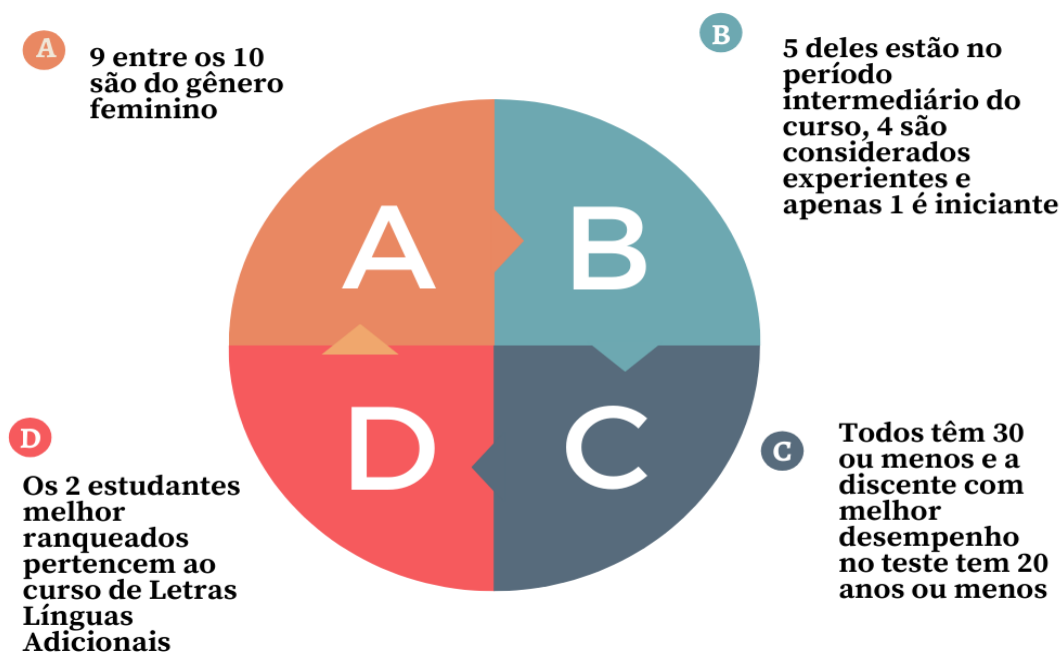 A
9 entre os 10
são do gênero
feminino
B
5 deles estão no
período
intermediário do
curso, 4 são
considerados
experientes e
apenas 1 é iniciante
A
B
D
C
D
Os 2 estudantes
melhor
ranqueados
pertencem ao
curso de Letras
Línguas
Adicionais
C
Todos têm 30
ou menos e a
discente com
melhor
desempenho
no teste tem 20
anos ou menos